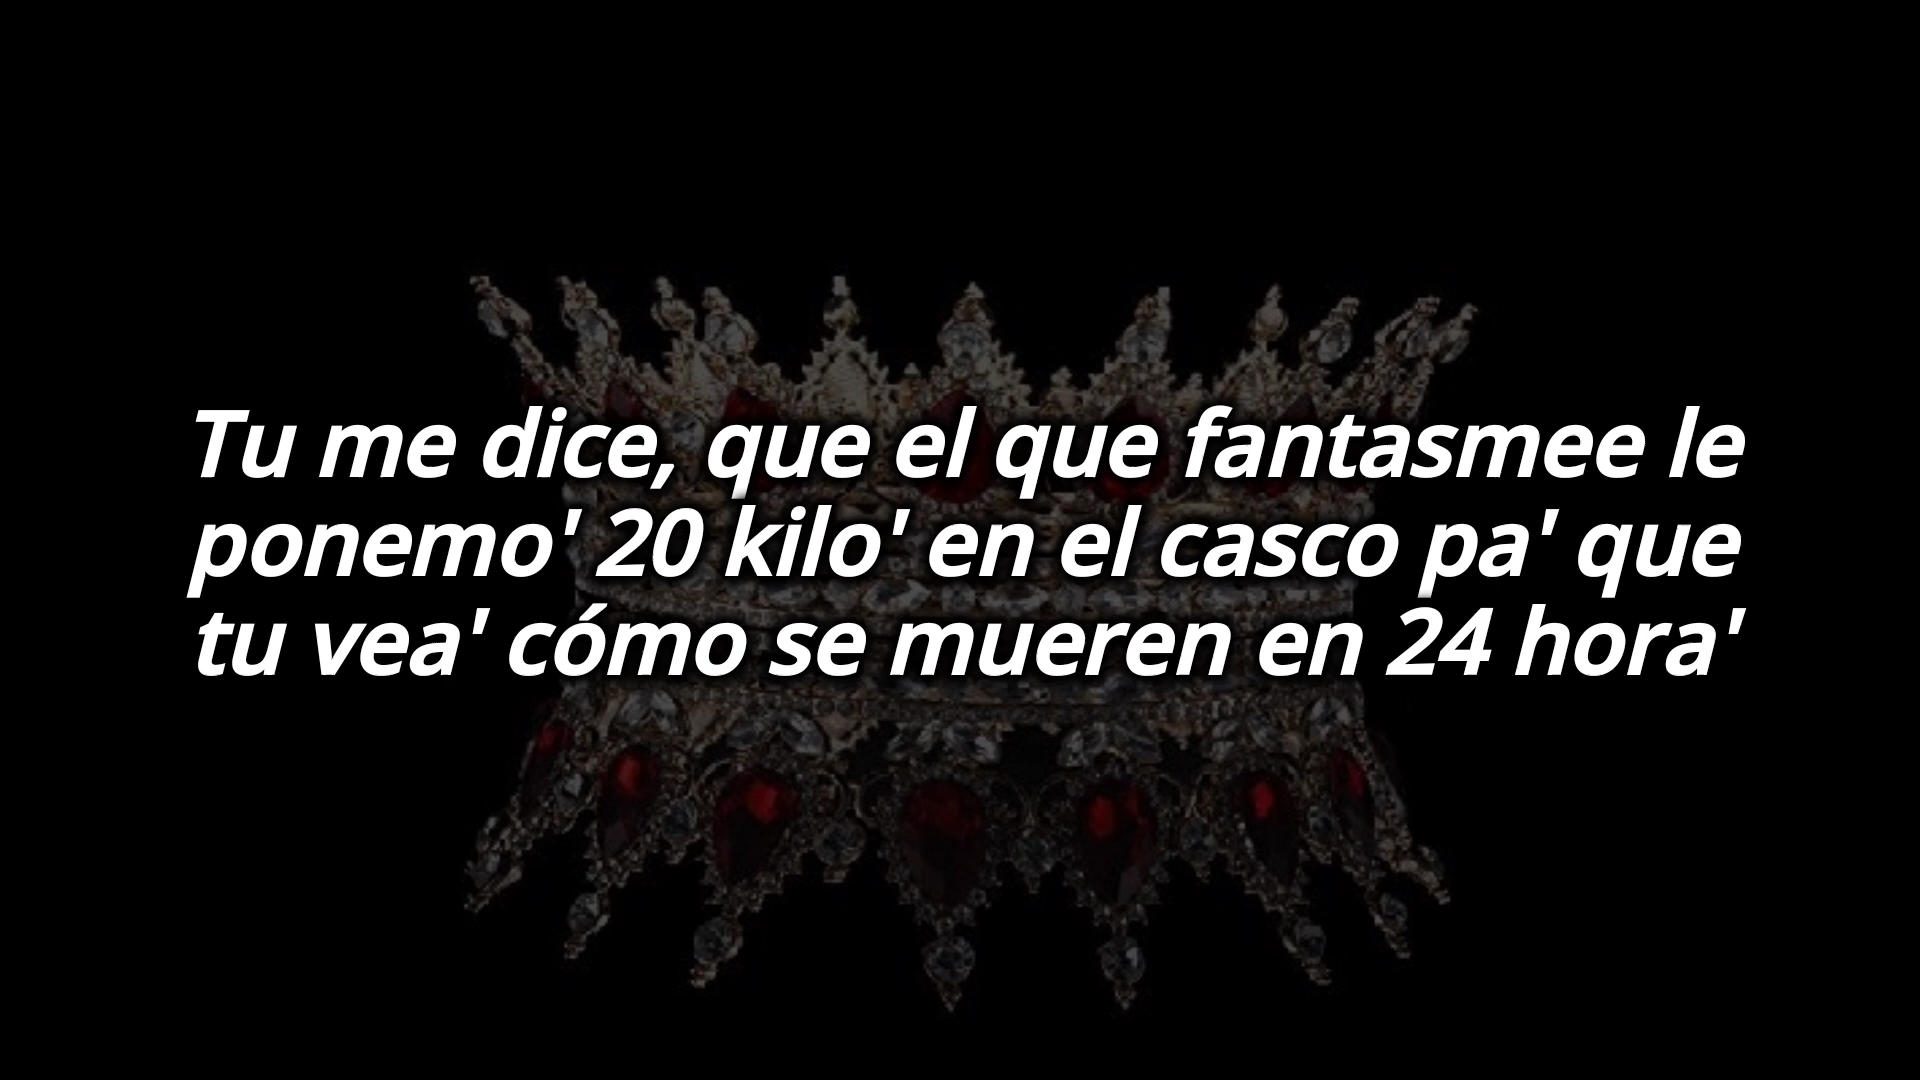 Tu me dice, que el que fantasmee le
ponemo' 20 kilo' en el casco pa' que
tu vea' cómo se mueren en 24 hora'